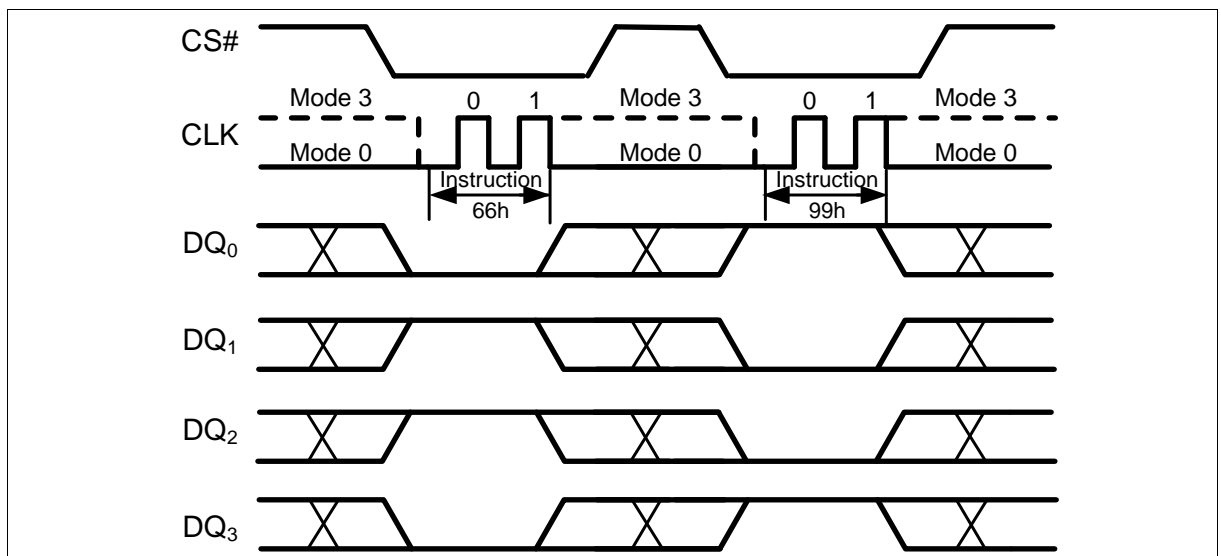 CS#
Mode 3 0 1 Mode 3 0 1 Mode 3
CLK
Mode 0 Mode 0 Mode 0
Instruction Instruction
66h 99h
DQ₀
DQ₁
DQ₂
DQ₃